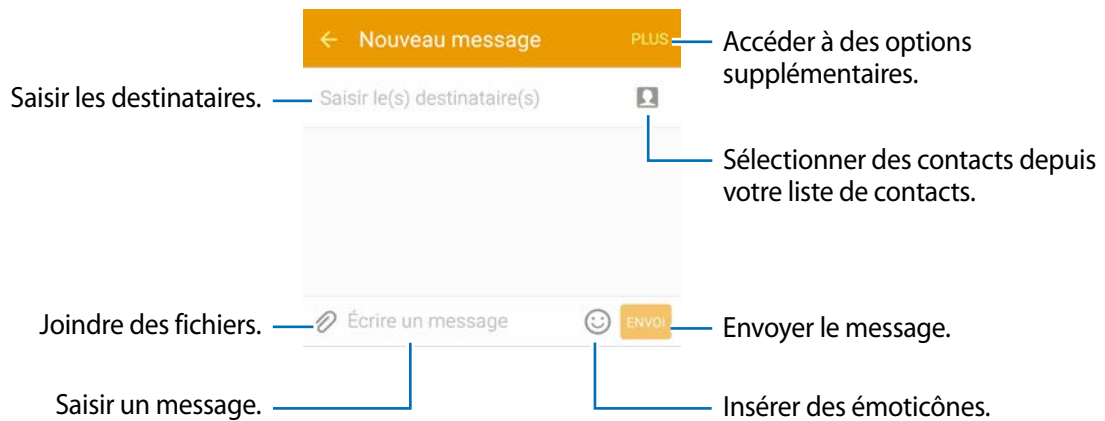 Nouveau message
PLUS
Accéder à des options
supplémentaires.
Saisir les destinataires.
Saisir le(s) destinataire(s)
Sélectionner des contacts depuis
votre liste de contacts.
Joindre des fichiers.
Écrire un message
ENVOI
Envoyer le message.
Saisir un message.
Insérer des émoticônes.